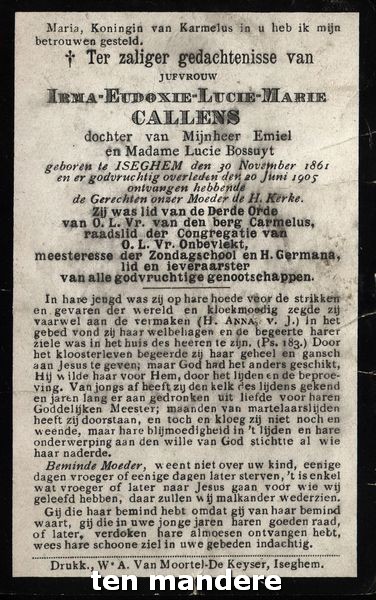 Maria, Koningin van Karmelus in u heb ik mijn
betrouwen gesteld.
† Ter zaliger gedachtenisse van
JUFVROUW
IRMA-EUDOXIE-LUCIE-MARIE
CALLENS
dochter van Mijnheer Emiel
en Madame Lucie Bossuyt
geboren te ISEGHEM den 30 November 1861
en er godvruchtig overleden den 20 Juni 1905
ontvangen hebbende
de Gerechten onzer Moeder de H. Kerke.
Zij was lid van de Derde Orde
van O. L. Vr. van den berg Carmelus,
raadslid der Congregatie van
O. L. Vr. Onbevlekt,
meesteresse der Zondagschool en H. Germana,
lid en ieveraarster
van alle godvruchtige genootschappen.
In hare jeugd was zij op hare hoede voor de strikken
en gevaren der wereld en kloekmoedig zegde zij
vaarwel aan de vermaken (H. ANNA v. J.) In het
gebed vond zij haar welbehagen en de begeerte harer
ziele was in het huis des heeren te zijn, (Ps. 183.) Door
het kloosterleven begeerde zij haar geheel en gansch
aan Jesus te geven; maar God had het anders geschikt,
Hij wilde haar voor Hem, door het lijden en de beproe-
ving. Van jongs af heeft zij den kelk des lijdens gekend
en jaren lang er aan gedronken uit liefde voor haren
Goddelijken Meester; maanden van martelaarslijden
heeft zij doorstaan, en toch en kloeg zij niet noch en
weende, maar hare blijmoedigheid in 't lijden en hare
onderwerping aan den wille van God stichtte al wie
haar naderde.
Beminde Moeder, weent niet over uw kind, eenige
dagen vroeger of eenige dagen later sterven, 't is enkel
wat vroeger of later naar Jesus gaan voor wie wij
geleefd hebben, daar zullen wij malkander wederzien.
Gij die haar bemind hebt omdat gij van haar bemind
waart, gij die in uwe jonge jaren haren goeden raad,
of later, verdoken hare almoesen ontvangen hebt,
wees hare schoone ziel in uwe gebeden indachtig.
Drukk., Wᵉ A. Van Moortel-De Keyser, Iseghem.
ten mandere